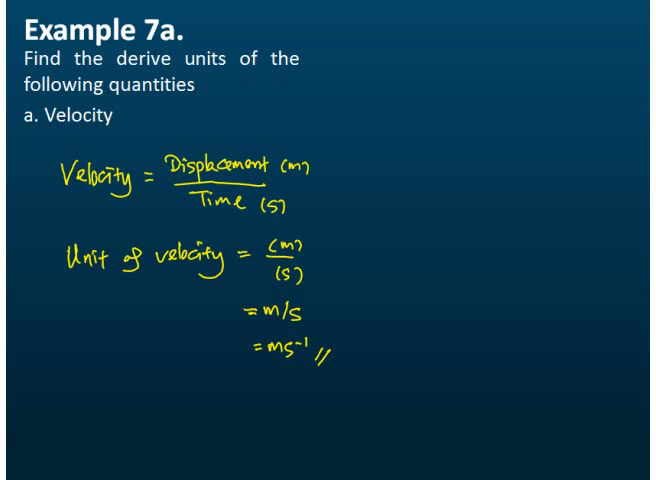 Example 7a.
Find the derive units of the
following quantities
a. Velocity
Velocity = Displacement (m)
Time (s)
Unit of velocity = (m)
(s)
= m/s
= ms⁻¹ //